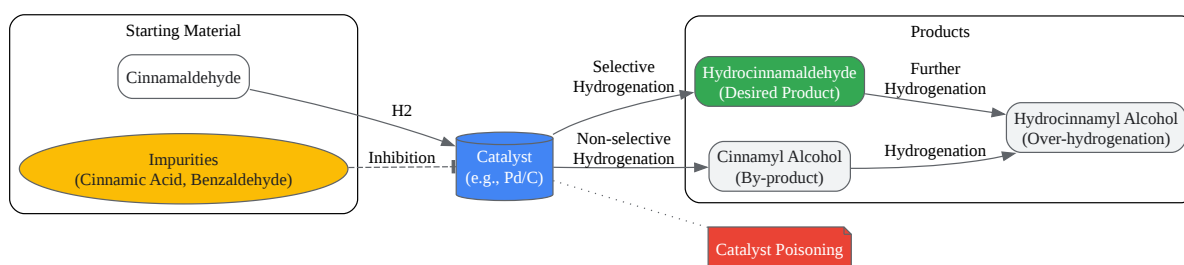 Starting Material
Cinnamaldehyde
Impurities
(Cinnamic Acid, Benzaldehyde)
H2
Inhibition
Catalyst
(e.g., Pd/C)
Selective
Hydrogenation
Non-selective
Hydrogenation
Catalyst Poisoning
Products
Hydrocinnamaldehyde
(Desired Product)
Cinnamyl Alcohol
(By-product)
Further
Hydrogenation
Hydrogenation
Hydrocinnamyl Alcohol
(Over-hydrogenation)